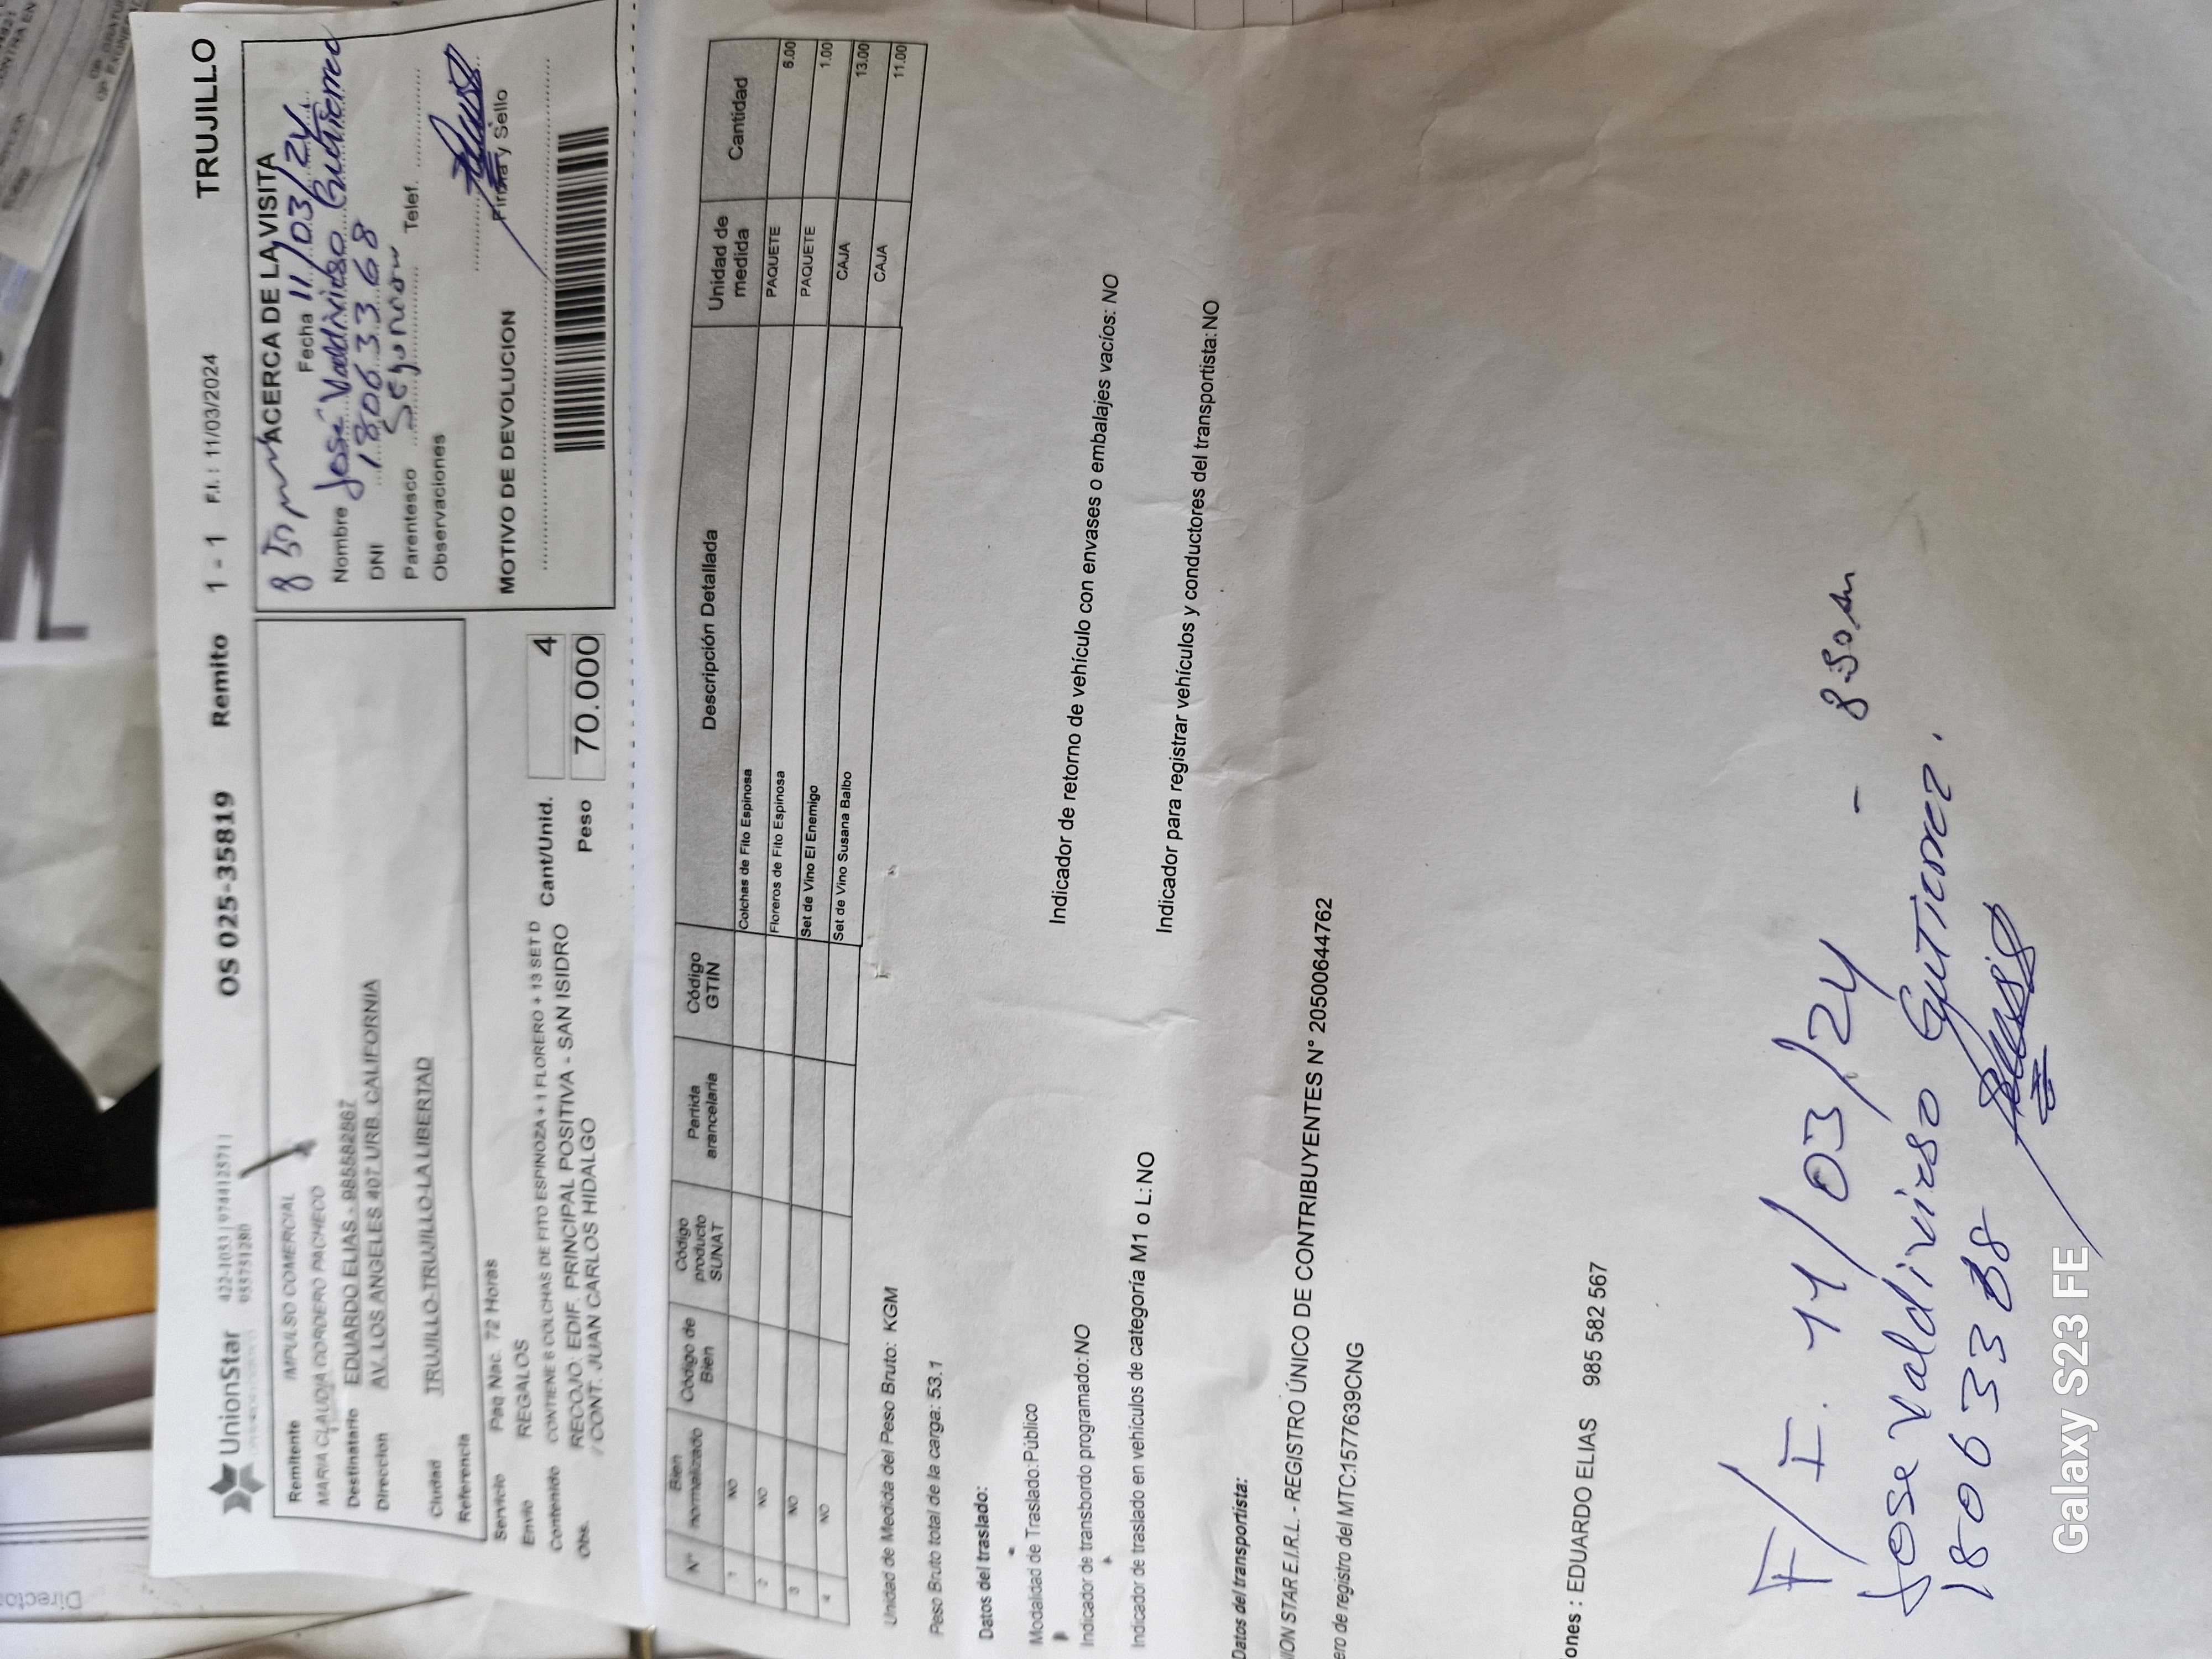 TRUJILLO
UnionStar
OS 025-35819 Remito 1 - 1 F.I. : 11/03/2024
Remitente IMPULSO COMERCIAL
MARIA CLAUDIA CORDERO PACHECO
Destinatario EDUARDO ELIAS - 985582567
Direccion AV. LOS ANGELES 407 URB. CALIFORNIA
Ciudad TRUJILLO-TRUJILLO-LA LIBERTAD
Referencia
Servicio Paq Nac. 72 Horas
Envio REGALOS
Contenido CONTIENE 6 COLCHAS DE FITO ESPINOZA + 1 FLORERO + 13 SET D
Obs. RECOJO: EDIF. PRINCIPAL POSITIVA - SAN ISIDRO
/ CONT. JUAN CARLOS HIDALGO
Cant/Unid. 4
Peso 70.000
ACERCA DE LA VISITA
Fecha 11/03/24
Nombre José Valdivieso Gutierrez
DNI 18063368
Parentesco Telef.
Observaciones
Firma y Sello
MOTIVO DE DEVOLUCION
N° Bien normalizado Código de Bien Código producto SUNAT Partida arancelaria Código GTIN Descripción Detallada Unidad de medida Cantidad
1 NO Colchas de Fito Espinosa PAQUETE 6.00
2 NO Floreros de Fito Espinosa PAQUETE 1.00
3 NO Set de Vino El Enemigo CAJA 13.00
4 NO Set de Vino Susana Balbo CAJA 11.00
Unidad de Medida del Peso Bruto: KGM
Peso Bruto total de la carga: 53.1
Datos del traslado:
Modalidad de Traslado:Público
Indicador de transbordo programado:NO
Indicador de retorno de vehículo con envases o embalajes vacíos: NO
Indicador de traslado en vehículos de categoría M1 o L:NO
Indicador para registrar vehículos y conductores del transportista:NO
Datos del transportista:
ION STAR E.I.R.L. - REGISTRO ÚNICO DE CONTRIBUYENTES N° 20500644762
ero de registro del MTC:1577639CNG
ones : EDUARDO ELIAS 985 582 567
F/I. 11/03/24 -
Jose Valdivieso Gutierrez.
Galaxy S23 FE